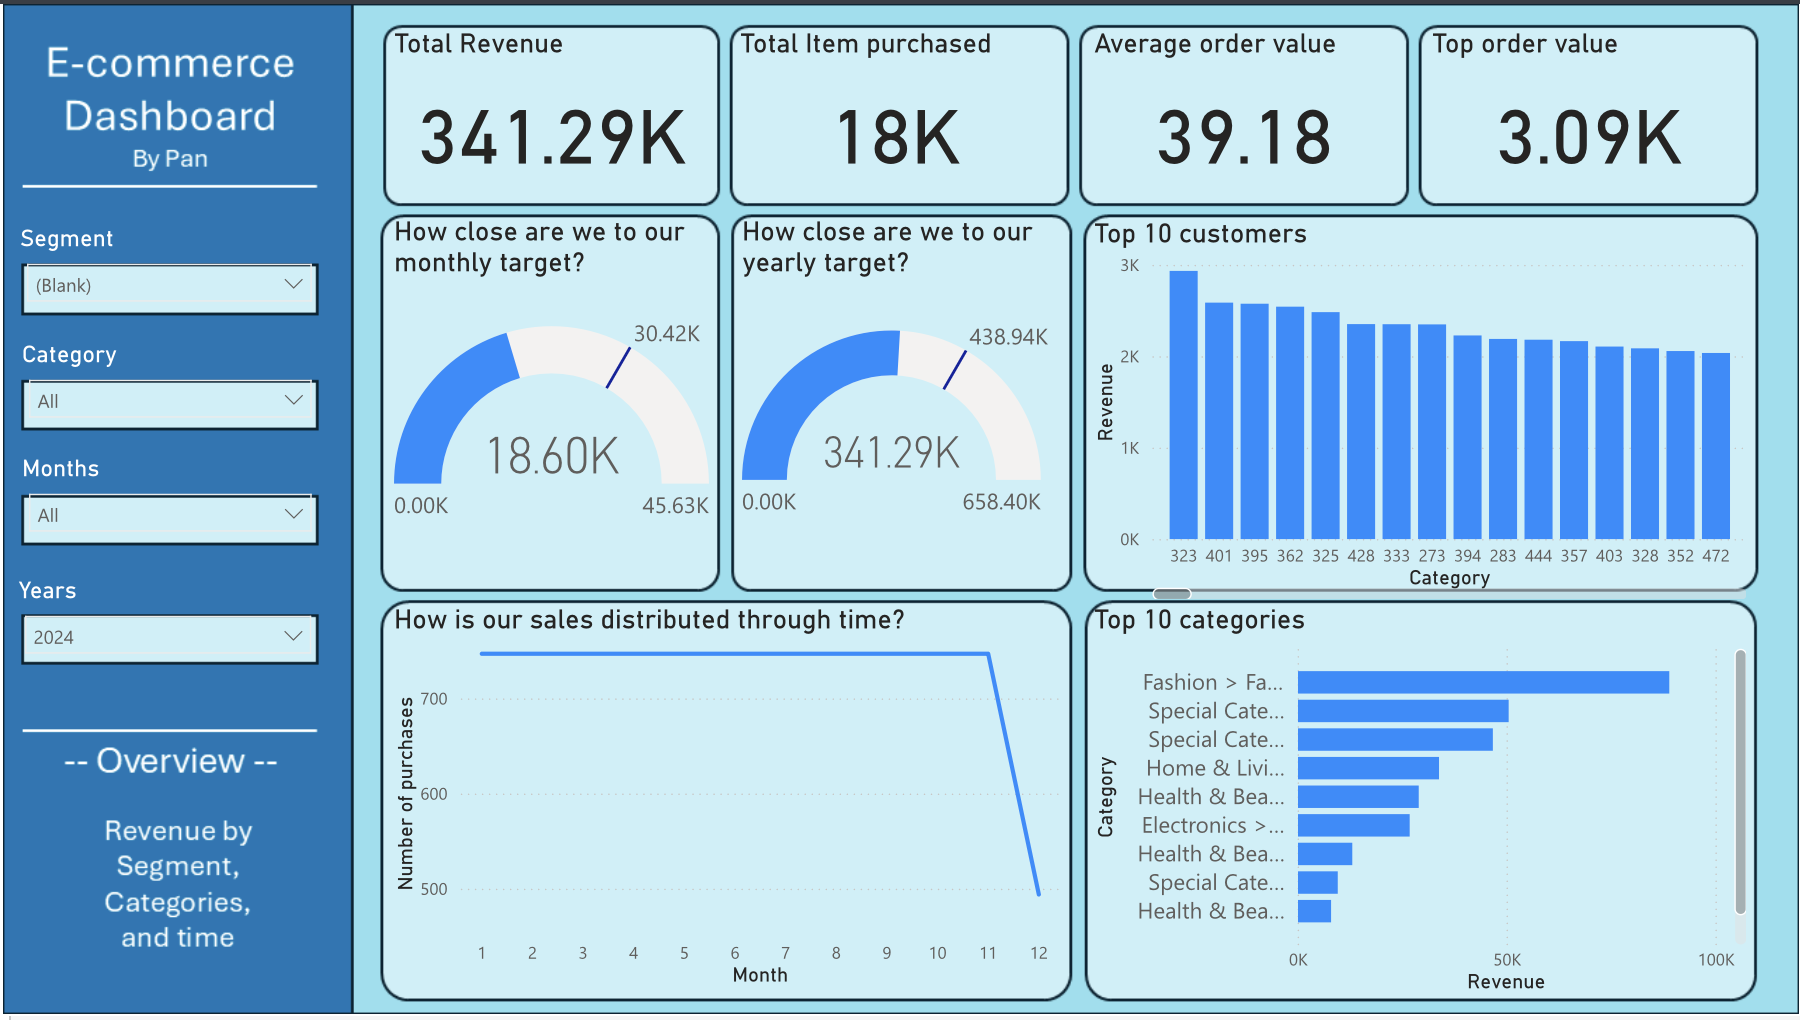 E-commerce
Dashboard
By Pan
Segment
(Blank)
Category
All
Months
All
Years
2024
-- Overview --
Revenue by
Segment,
Categories,
and time
Total Revenue
341.29K
Total Item purchased
18K
Average order value
39.18
Top order value
3.09K
How close are we to our
monthly target?
30.42K
18.60K
0.00K
45.63K
How close are we to our
yearly target?
438.94K
341.29K
0.00K
658.40K
Top 10 customers
Revenue
3K
2K
1K
0K
323 401 395 362 325 428 333 273 394 283 444 357 403 328 352 472
Category
How is our sales distributed through time?
Number of purchases
700
600
500
1 2 3 4 5 6 7 8 9 10 11 12
Month
Top 10 categories
Category
Fashion > Fa...
Special Cate...
Special Cate...
Home & Livi...
Health & Bea...
Electronics >...
Health & Bea...
Special Cate...
Health & Bea...
0K 50K 100K
Revenue